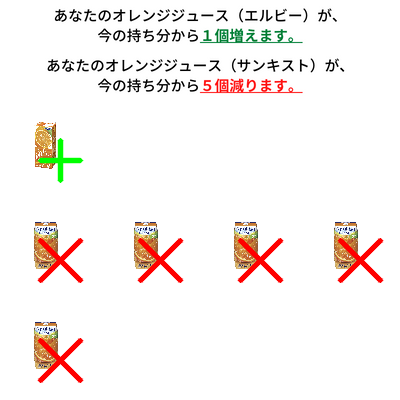 あなたのオレンジジュース（エルビー）が、
今の持ち分から１個増えます。
あなたのオレンジジュース（サンキスト）が、
今の持ち分から５個減ります。